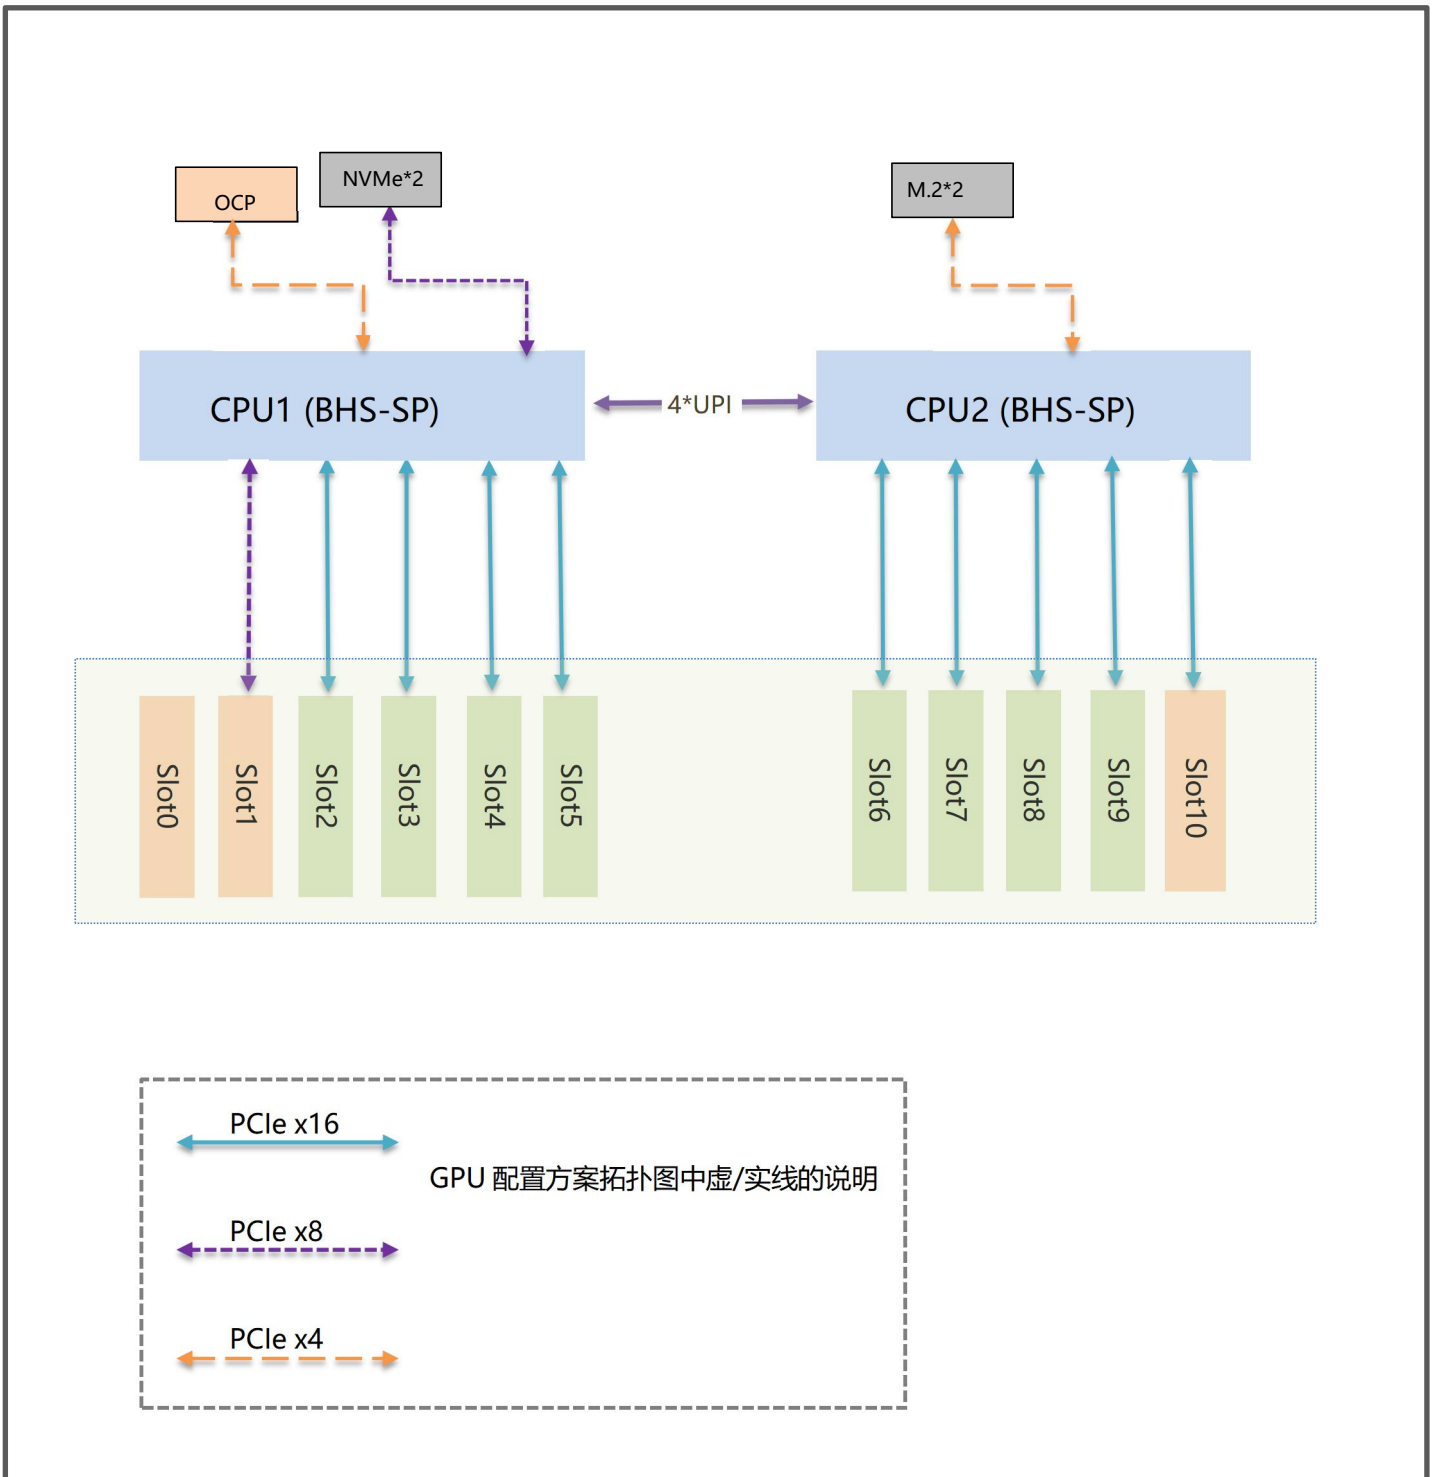 OCP
NVMe*2
M.2*2
CPU1 (BHS-SP)
4*UPI
CPU2 (BHS-SP)
Slot0
Slot1
Slot2
Slot3
Slot4
Slot5
Slot6
Slot7
Slot8
Slot9
Slot10
PCIe x16
GPU 配置方案拓扑图中虚/实线的说明
PCIe x8
PCIe x4